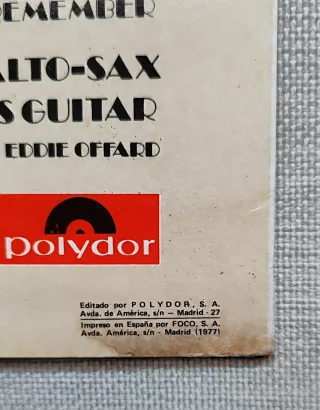 REMEMBER
ALTO-SAX
S GUITAR
EDDIE OFFARD
polydor
Editado por POLYDOR, S. A.
Avda. de América, s/n – Madrid - 27
Impreso en España por FOCO, S. A.
Avda. América, s/n - Madrid (1977)